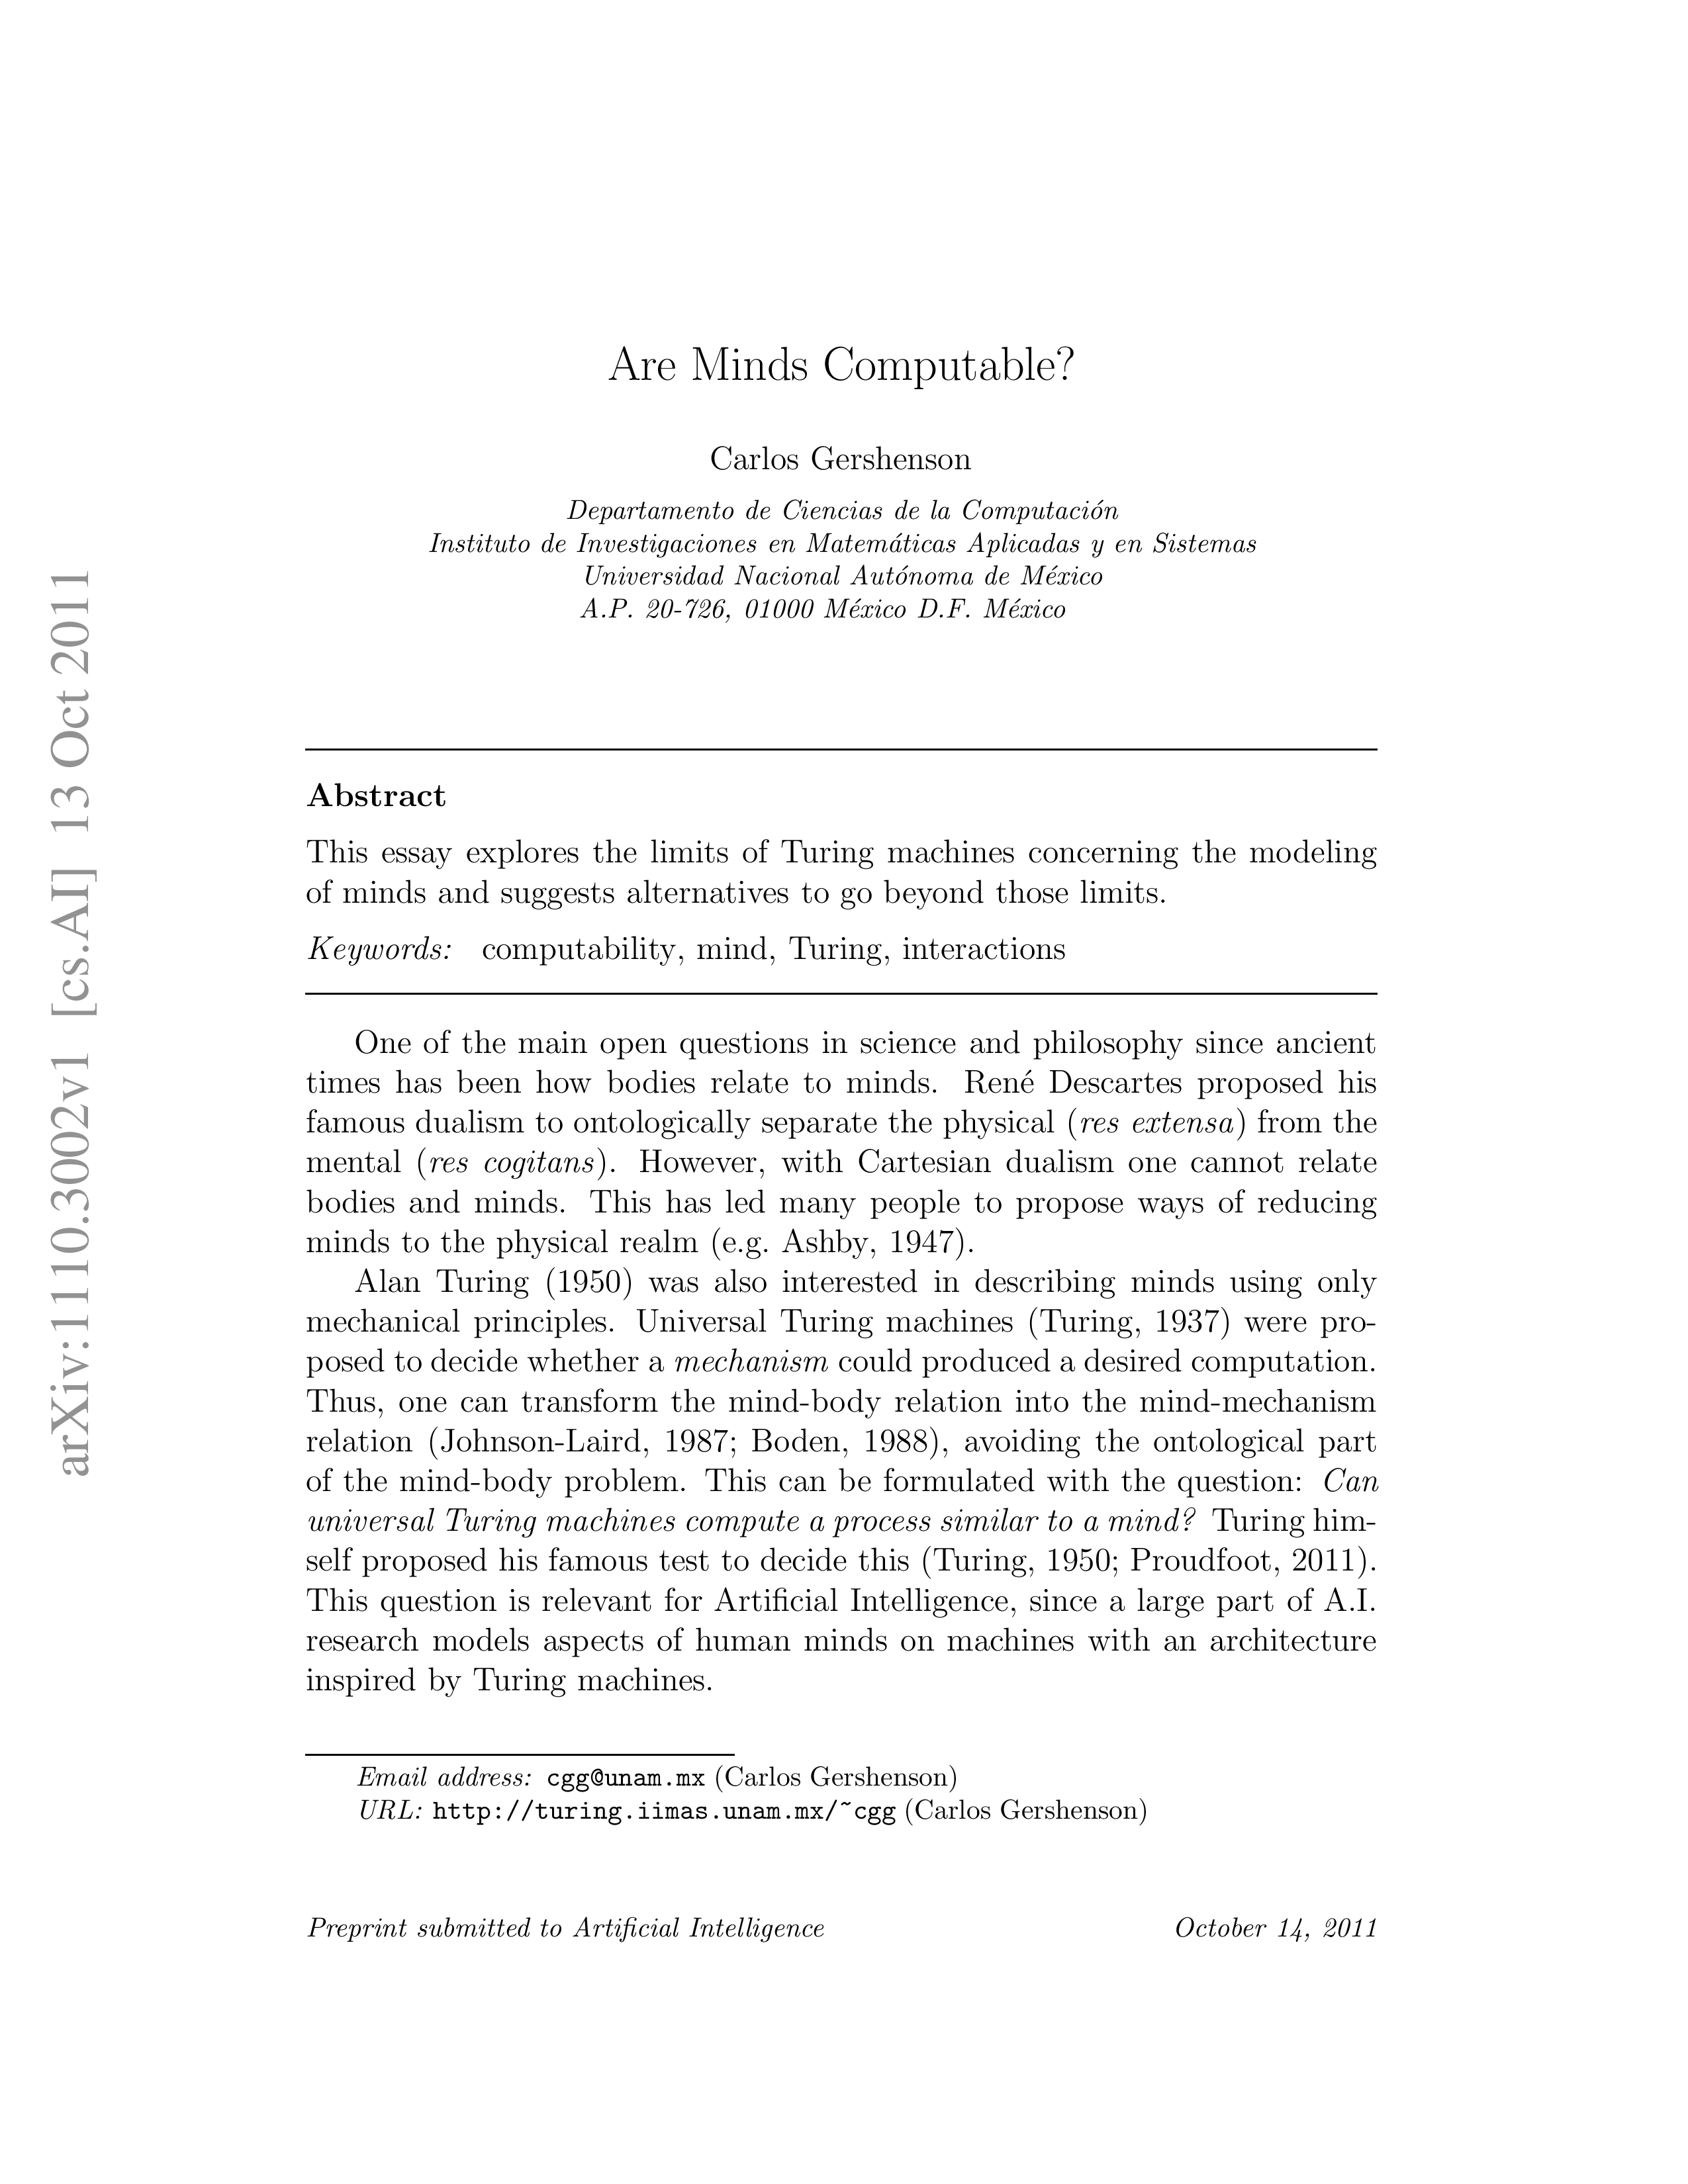 Are Minds Computable?
Carlos Gershenson
Departamento de Ciencias de la Computación
Instituto de Investigaciones en Matemáticas Aplicadas y en Sistemas
Universidad Nacional Autónoma de México
A.P. 20-726, 01000 México D.F. México
arXiv:1110.3002v1 [cs.AI] 13 Oct 2011
Abstract
This essay explores the limits of Turing machines concerning the modeling
of minds and suggests alternatives to go beyond those limits.
Keywords: computability, mind, Turing, interactions
One of the main open questions in science and philosophy since ancient
times has been how bodies relate to minds. René Descartes proposed his
famous dualism to ontologically separate the physical (res extensa) from the
mental (res cogitans). However, with Cartesian dualism one cannot relate
bodies and minds. This has led many people to propose ways of reducing
minds to the physical realm (e.g. Ashby, 1947).
Alan Turing (1950) was also interested in describing minds using only
mechanical principles. Universal Turing machines (Turing, 1937) were pro-
posed to decide whether a mechanism could produced a desired computation.
Thus, one can transform the mind-body relation into the mind-mechanism
relation (Johnson-Laird, 1987; Boden, 1988), avoiding the ontological part
of the mind-body problem. This can be formulated with the question: Can
universal Turing machines compute a process similar to a mind? Turing him-
self proposed his famous test to decide this (Turing, 1950; Proudfoot, 2011).
This question is relevant for Artificial Intelligence, since a large part of A.I.
research models aspects of human minds on machines with an architecture
inspired by Turing machines.
Email address: cgg@unam.mx (Carlos Gershenson)
URL: http://turing.iimas.unam.mx/~cgg (Carlos Gershenson)
Preprint submitted to Artificial Intelligence
October 14, 2011